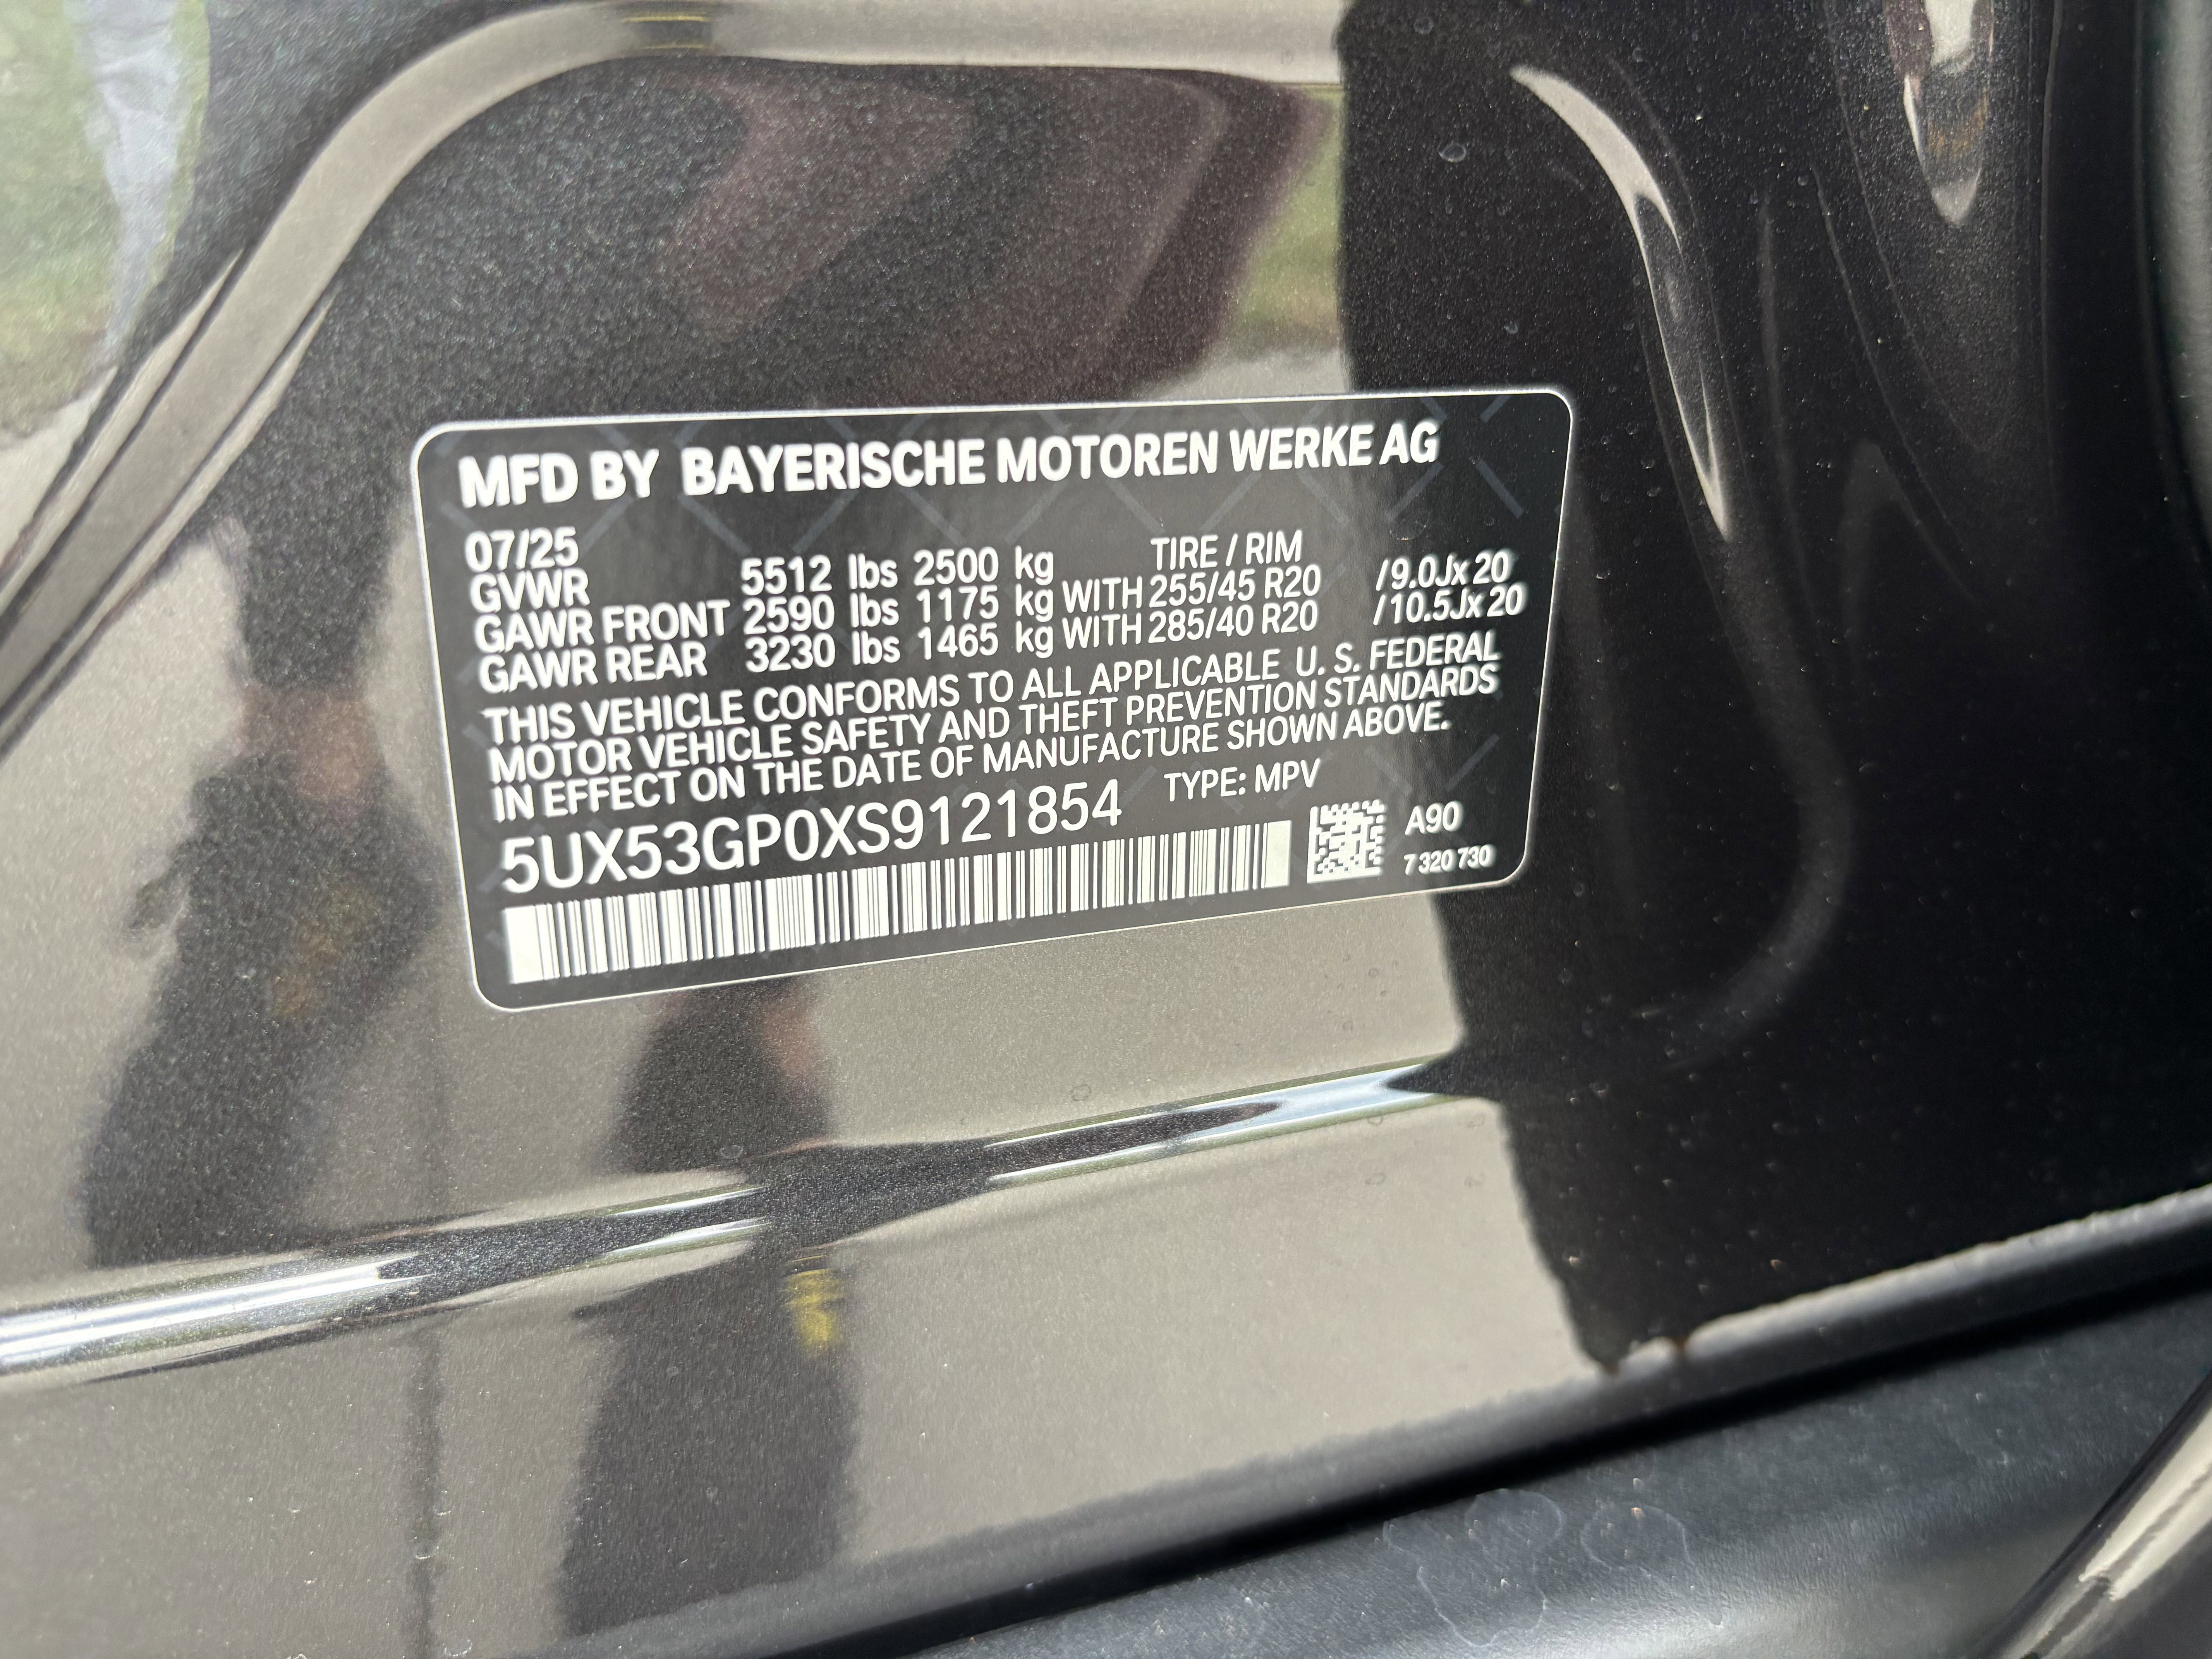 MFD BY BAYERISCHE MOTOREN WERKE AG
07/25 TIRE / RIM
GVWR 5512 lbs 2500 kg
GAWR FRONT 2590 lbs 1175 kg WITH 255/45 R20 /9.0Jx20
GAWR REAR 3230 lbs 1465 kg WITH 285/40 R20 /10.5Jx20
THIS VEHICLE CONFORMS TO ALL APPLICABLE U. S. FEDERAL
MOTOR VEHICLE SAFETY AND THEFT PREVENTION STANDARDS
IN EFFECT ON THE DATE OF MANUFACTURE SHOWN ABOVE.
5UX53GP0XS9121854 TYPE: MPV
A90
7 320 730